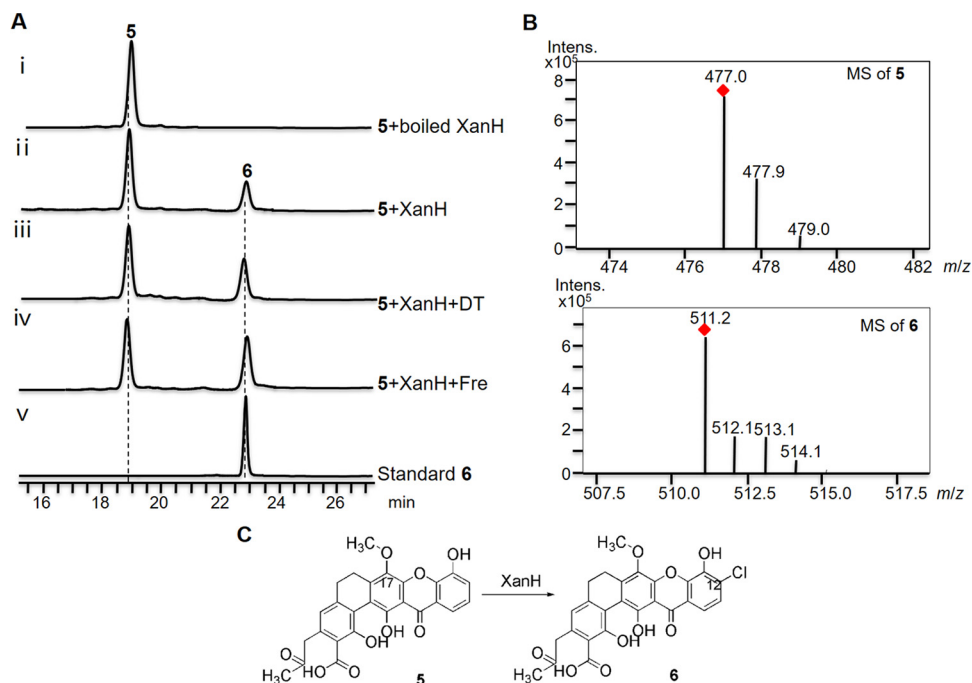 A
5
i
5+boiled XanH
ii
6
5+XanH
iii
5+XanH+DT
iv
5+XanH+Fre
v
Standard 6
16 18 20 22 24 26 min
B
Intens.
x10⁵
MS of 5
8
6
4
2
0
477.0
477.9
479.0
474 476 478 480 482 m/z
Intens.
x10⁵
MS of 6
6
4
2
0
511.2
512.1 513.1
514.1
507.5 510.0 512.5 515.0 517.5 m/z
C
H₃C
O
OH
17
O
OH
OH
O
O
H₃C
HO
O
5
XanH
H₃C
O
OH
Cl
12
O
OH
OH
O
O
H₃C
HO
O
6